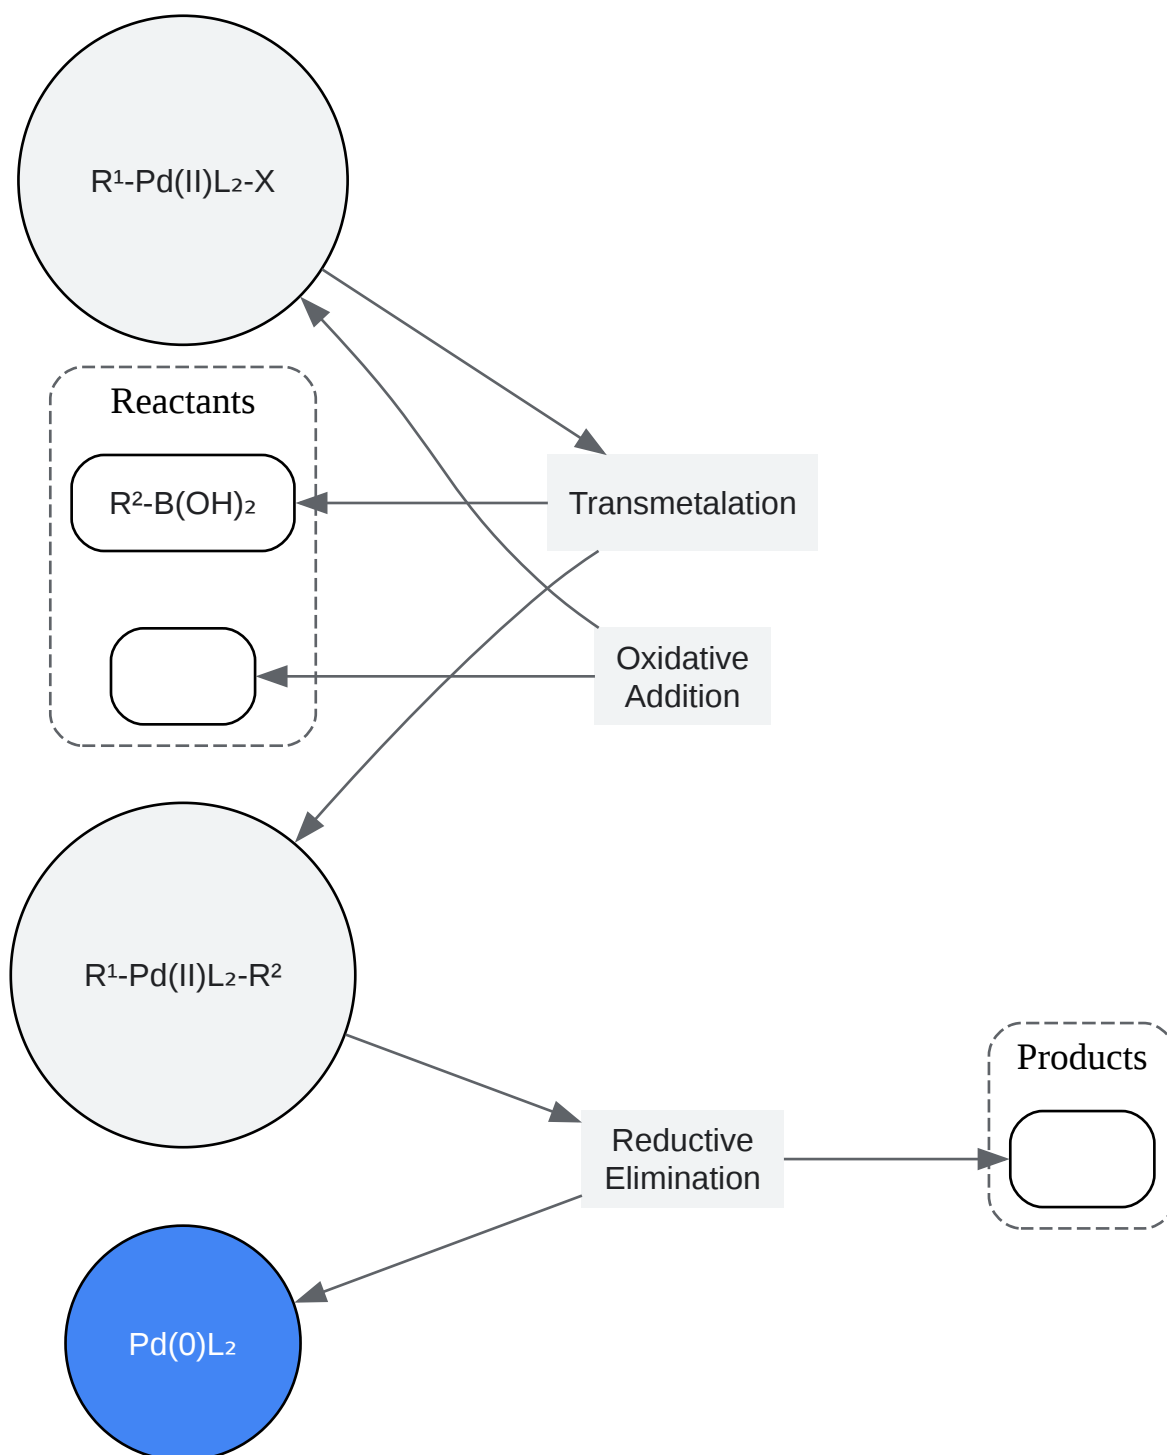 R¹-Pd(II)L₂-X
Reactants
R²-B(OH)₂
Transmetalation
Oxidative
Addition
R¹-Pd(II)L₂-R²
Products
Reductive
Elimination
Pd(0)L₂